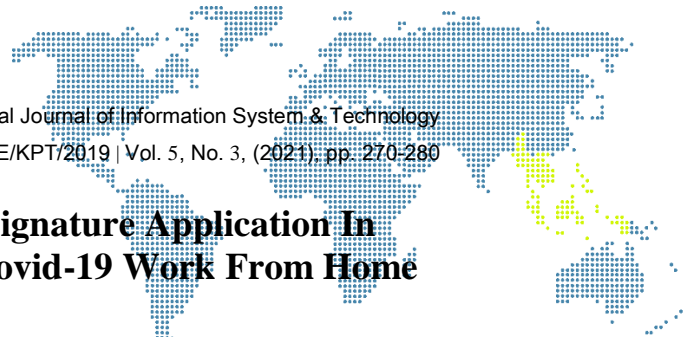 al Journal of Information System & Technology
E/KPT/2019 | Vol. 5, No. 3, (2021), pp. 270-280
ignature Application In
ovid-19 Work From Home